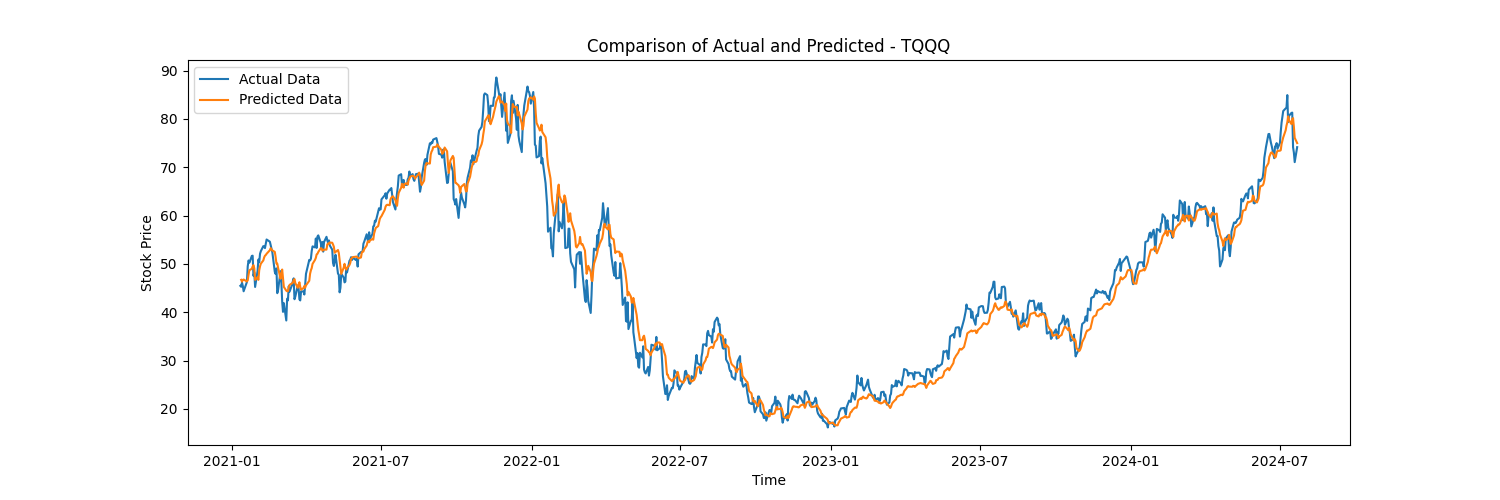 Comparison of Actual and Predicted - TQQQ
Actual Data
Predicted Data
Stock Price
90
80
70
60
50
40
30
20
2021-01 2021-07 2022-01 2022-07 2023-01 2023-07 2024-01 2024-07
Time